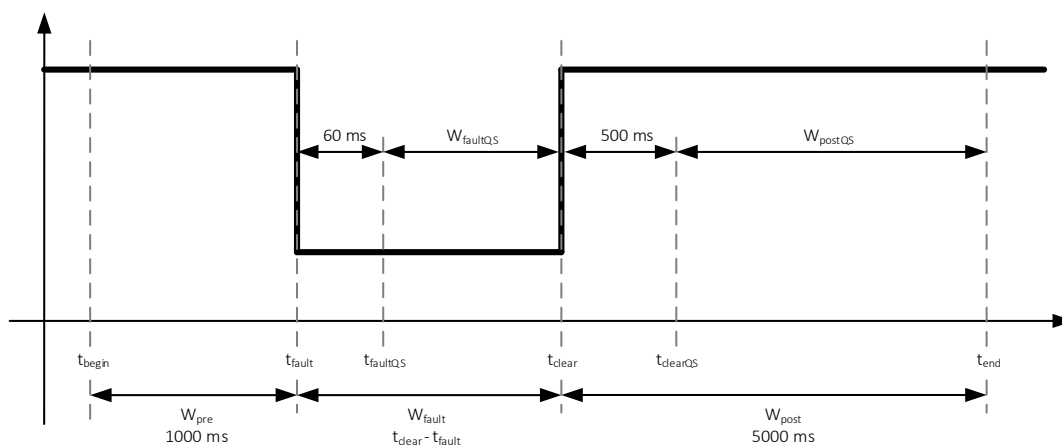 60 ms
WfaultQS
500 ms
WpostQS
tbegin
tfault
tfaultQS
tclear
tclearQS
tend
Wpre
1000 ms
Wfault
tclear - tfault
Wpost
5000 ms